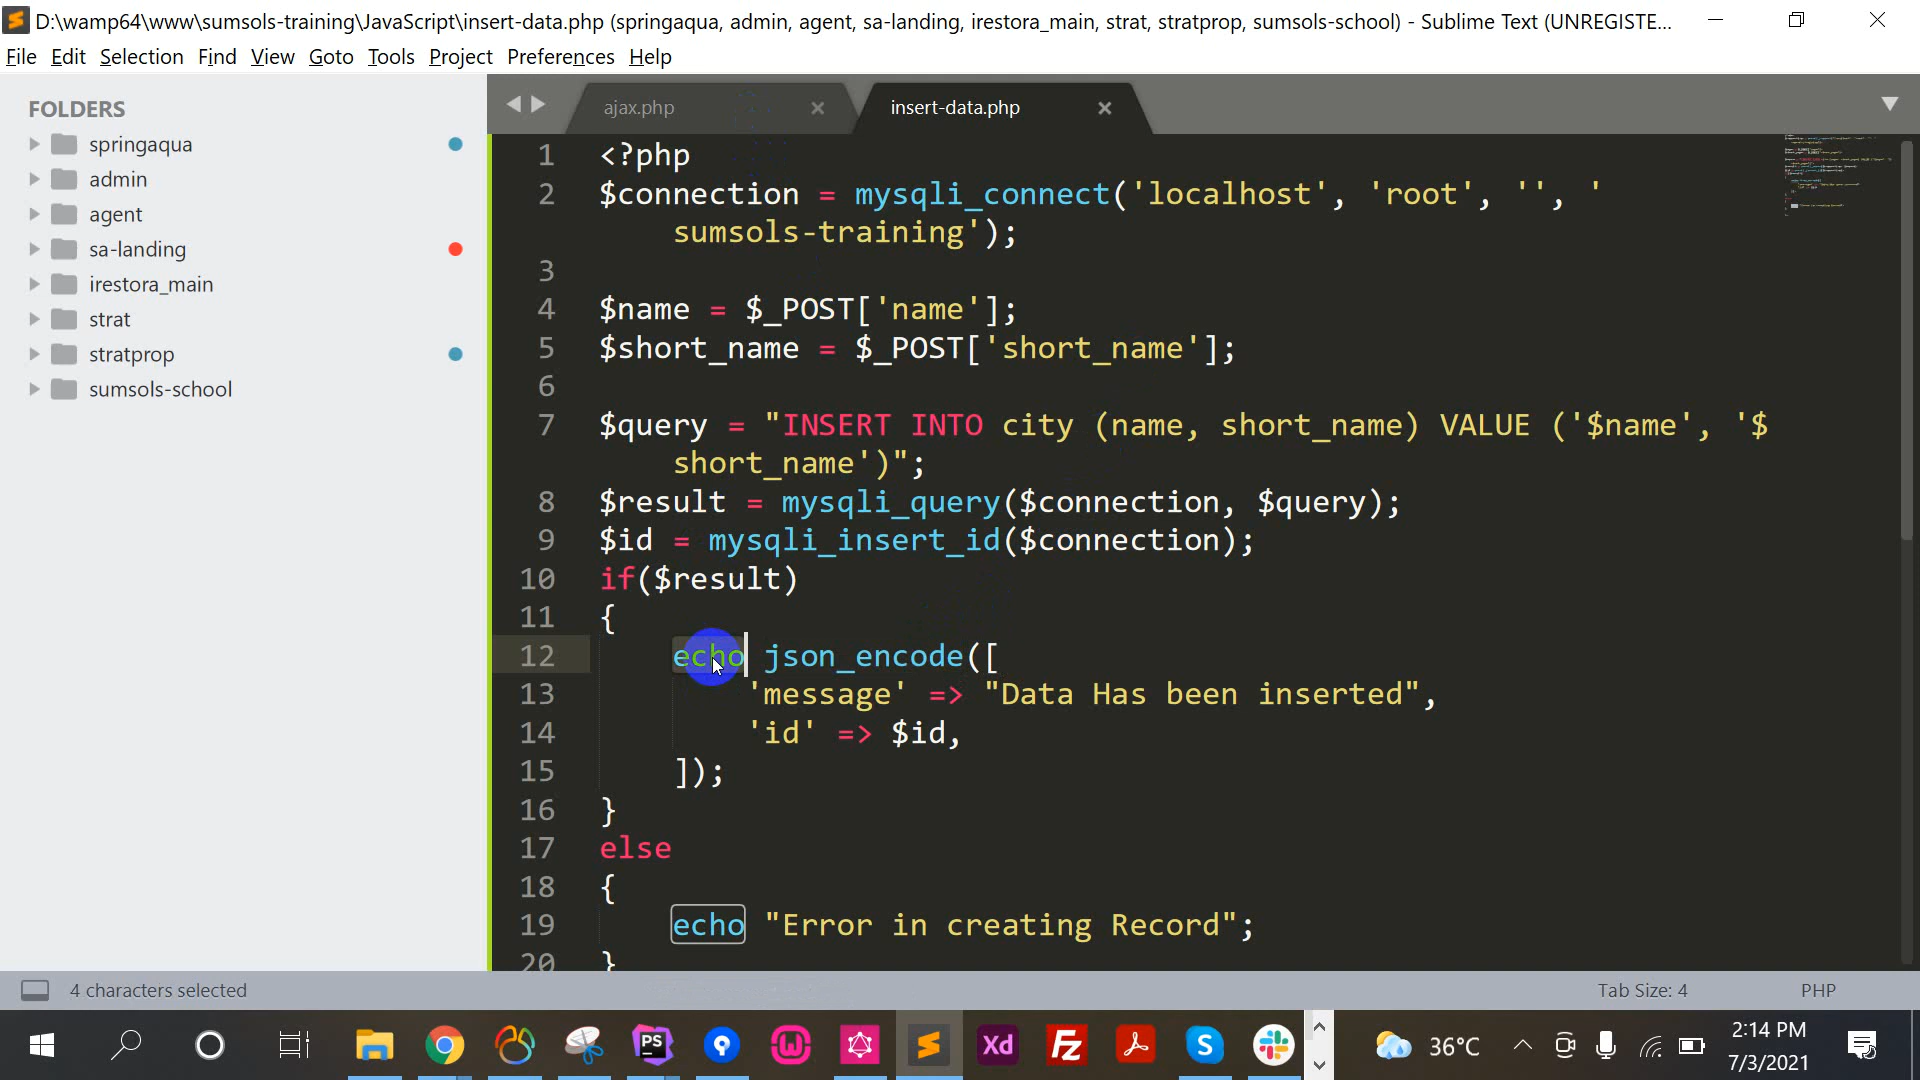 D:\wamp64\www\sumsols-training\JavaScript\insert-data.php (springaqua, admin, agent, sa-landing, irestora_main, strat, stratprop, sumsols-school) - Sublime Text (UNREGISTE...
File Edit Selection Find View Goto Tools Project Preferences Help
FOLDERS
springaqua
admin
agent
sa-landing
irestora_main
strat
stratprop
sumsols-school
ajax.php
insert-data.php
1 <?php
2 $connection = mysqli_connect('localhost', 'root', '', '
sumsols-training');
3
4 $name = $_POST['name'];
5 $short_name = $_POST['short_name'];
6
7 $query = "INSERT INTO city (name, short_name) VALUE ('$name', '$
short_name')";
8 $result = mysqli_query($connection, $query);
9 $id = mysqli_insert_id($connection);
10 if($result)
11 {
12 echo json_encode([
13 'message' => "Data Has been inserted",
14 'id' => $id,
15 ]);
16 }
17 else
18 {
19 echo "Error in creating Record";
20 }
4 characters selected
Tab Size: 4
PHP
PS
Xd
Fz
S
36°C
2:14 PM
7/3/2021